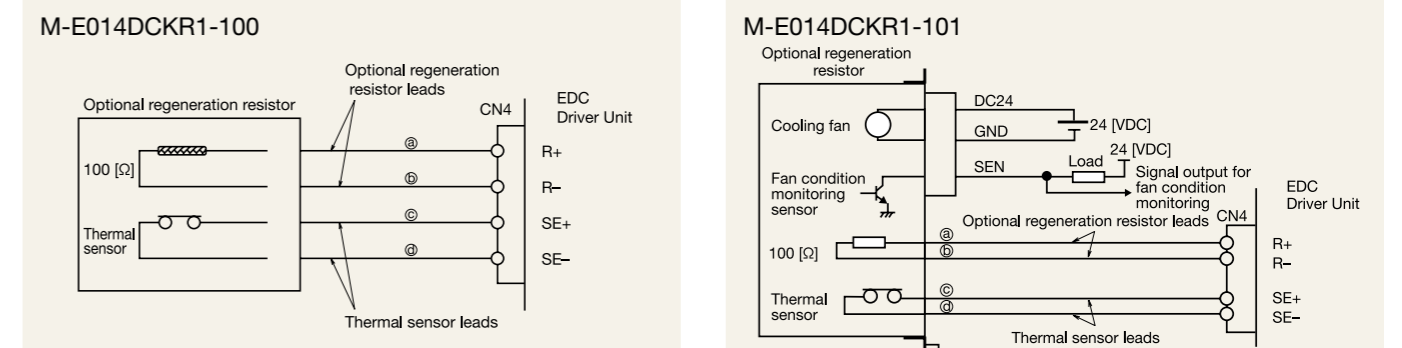 M-E014DCKR1-100
Optional regeneration
resistor leads
Optional regeneration resistor
CN4
EDC
Driver Unit
100 [Ω]
Thermal
sensor
ⓐ
R+
ⓑ
R–
ⓒ
SE+
ⓓ
SE–
Thermal sensor leads
M-E014DCKR1-101
Optional regeneration
resistor
Cooling fan
DC24
GND
24 [VDC]
SEN
Load
24 [VDC]
Signal output for
fan condition
monitoring
Fan condition
monitoring
sensor
Optional regeneration resistor leads
CN4
EDC
Driver Unit
100 [Ω]
ⓐ
ⓑ
R+
R–
Thermal
sensor
ⓒ
ⓓ
SE+
SE–
Thermal sensor leads